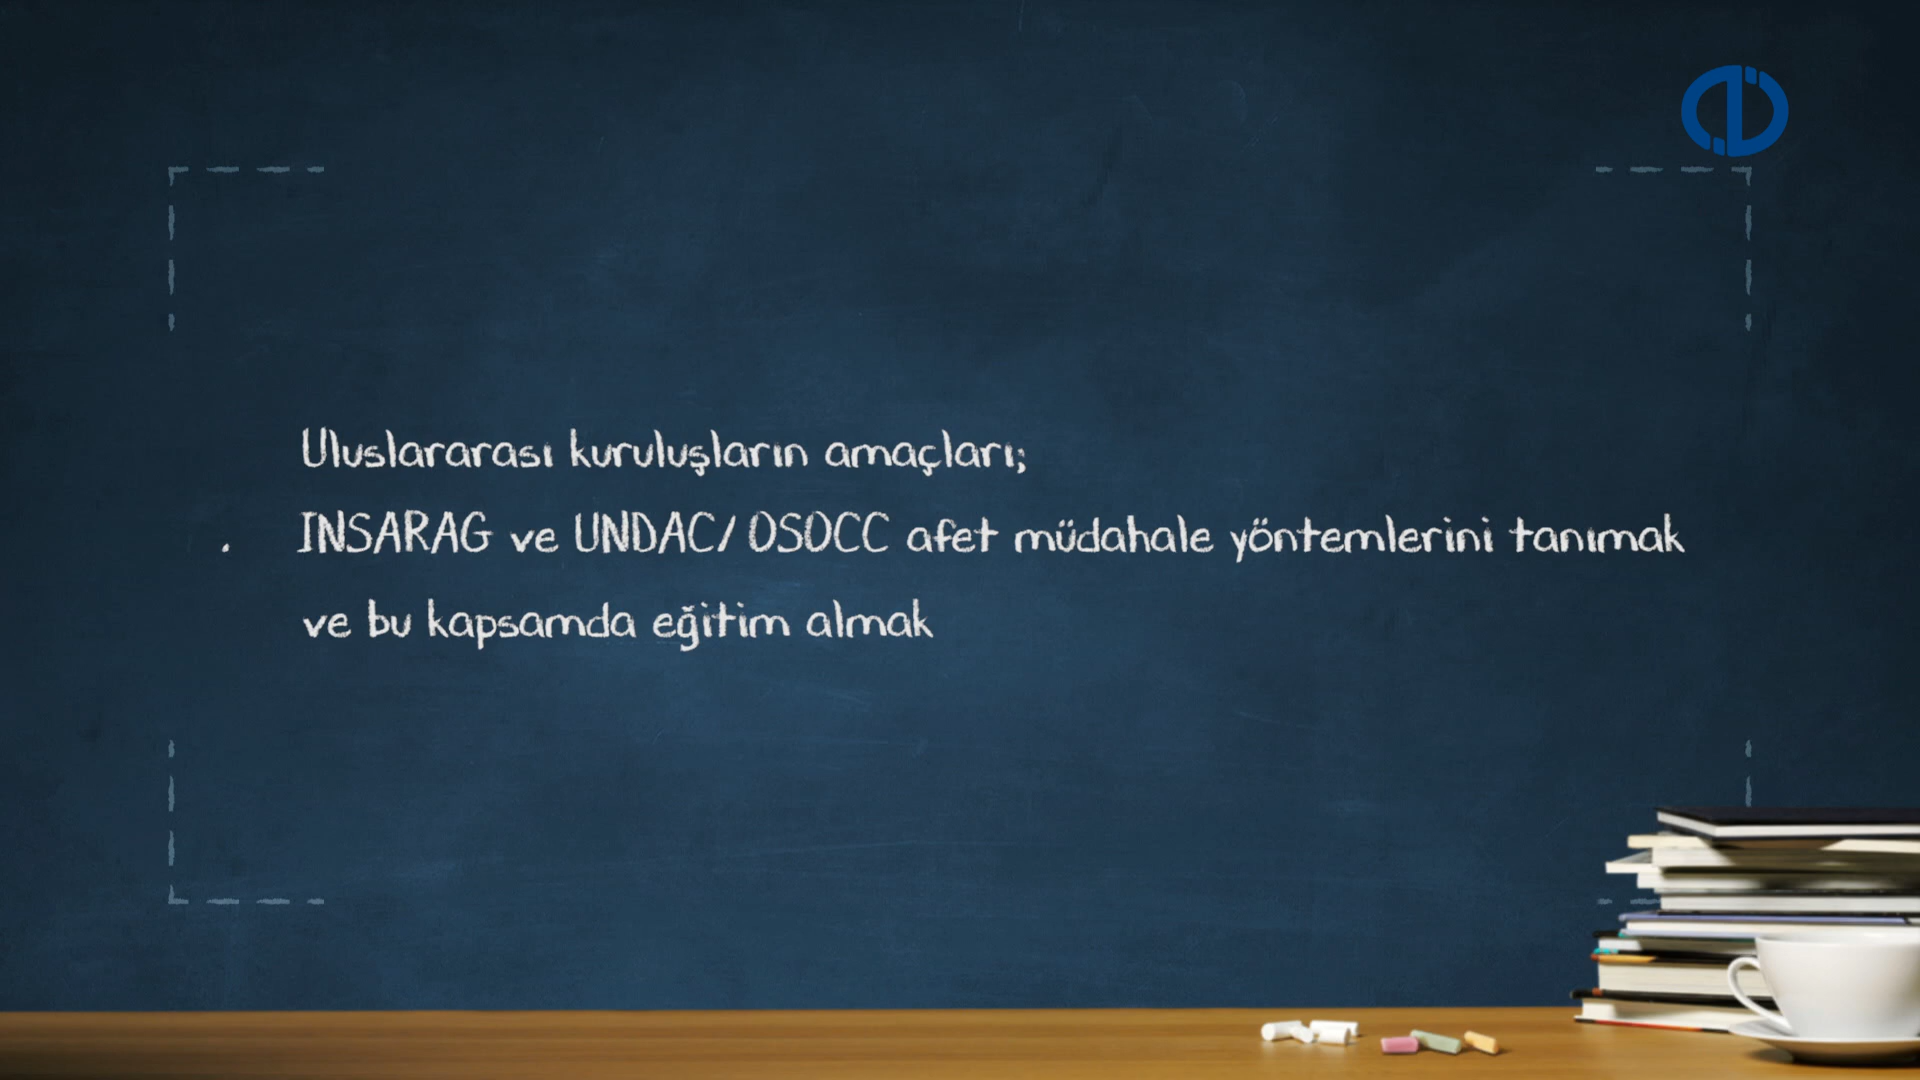 Uluslararası kuruluşların amaçları;
. INSARAG ve UNDAC/ OSOCC afet müdahale yöntemlerini tanımak
ve bu kapsamda eğitim almak